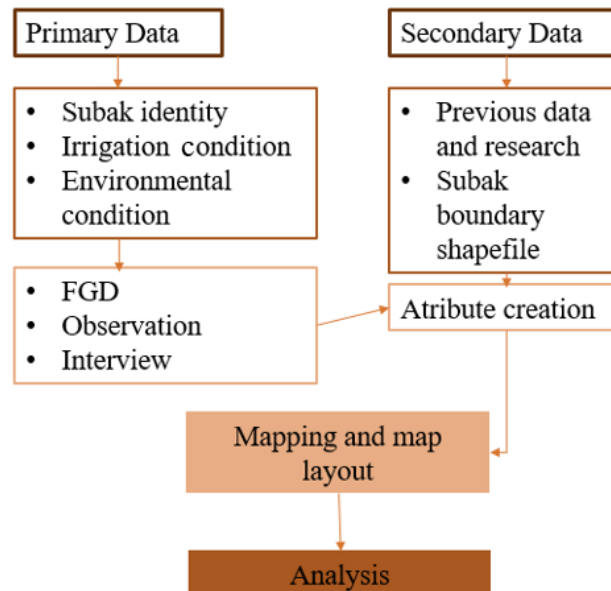 Primary Data
• Subak identity
• Irrigation condition
• Environmental
condition
• FGD
• Observation
• Interview
Secondary Data
• Previous data
and research
• Subak
boundary
shapefile
Atribute creation
Mapping and map
layout
Analysis